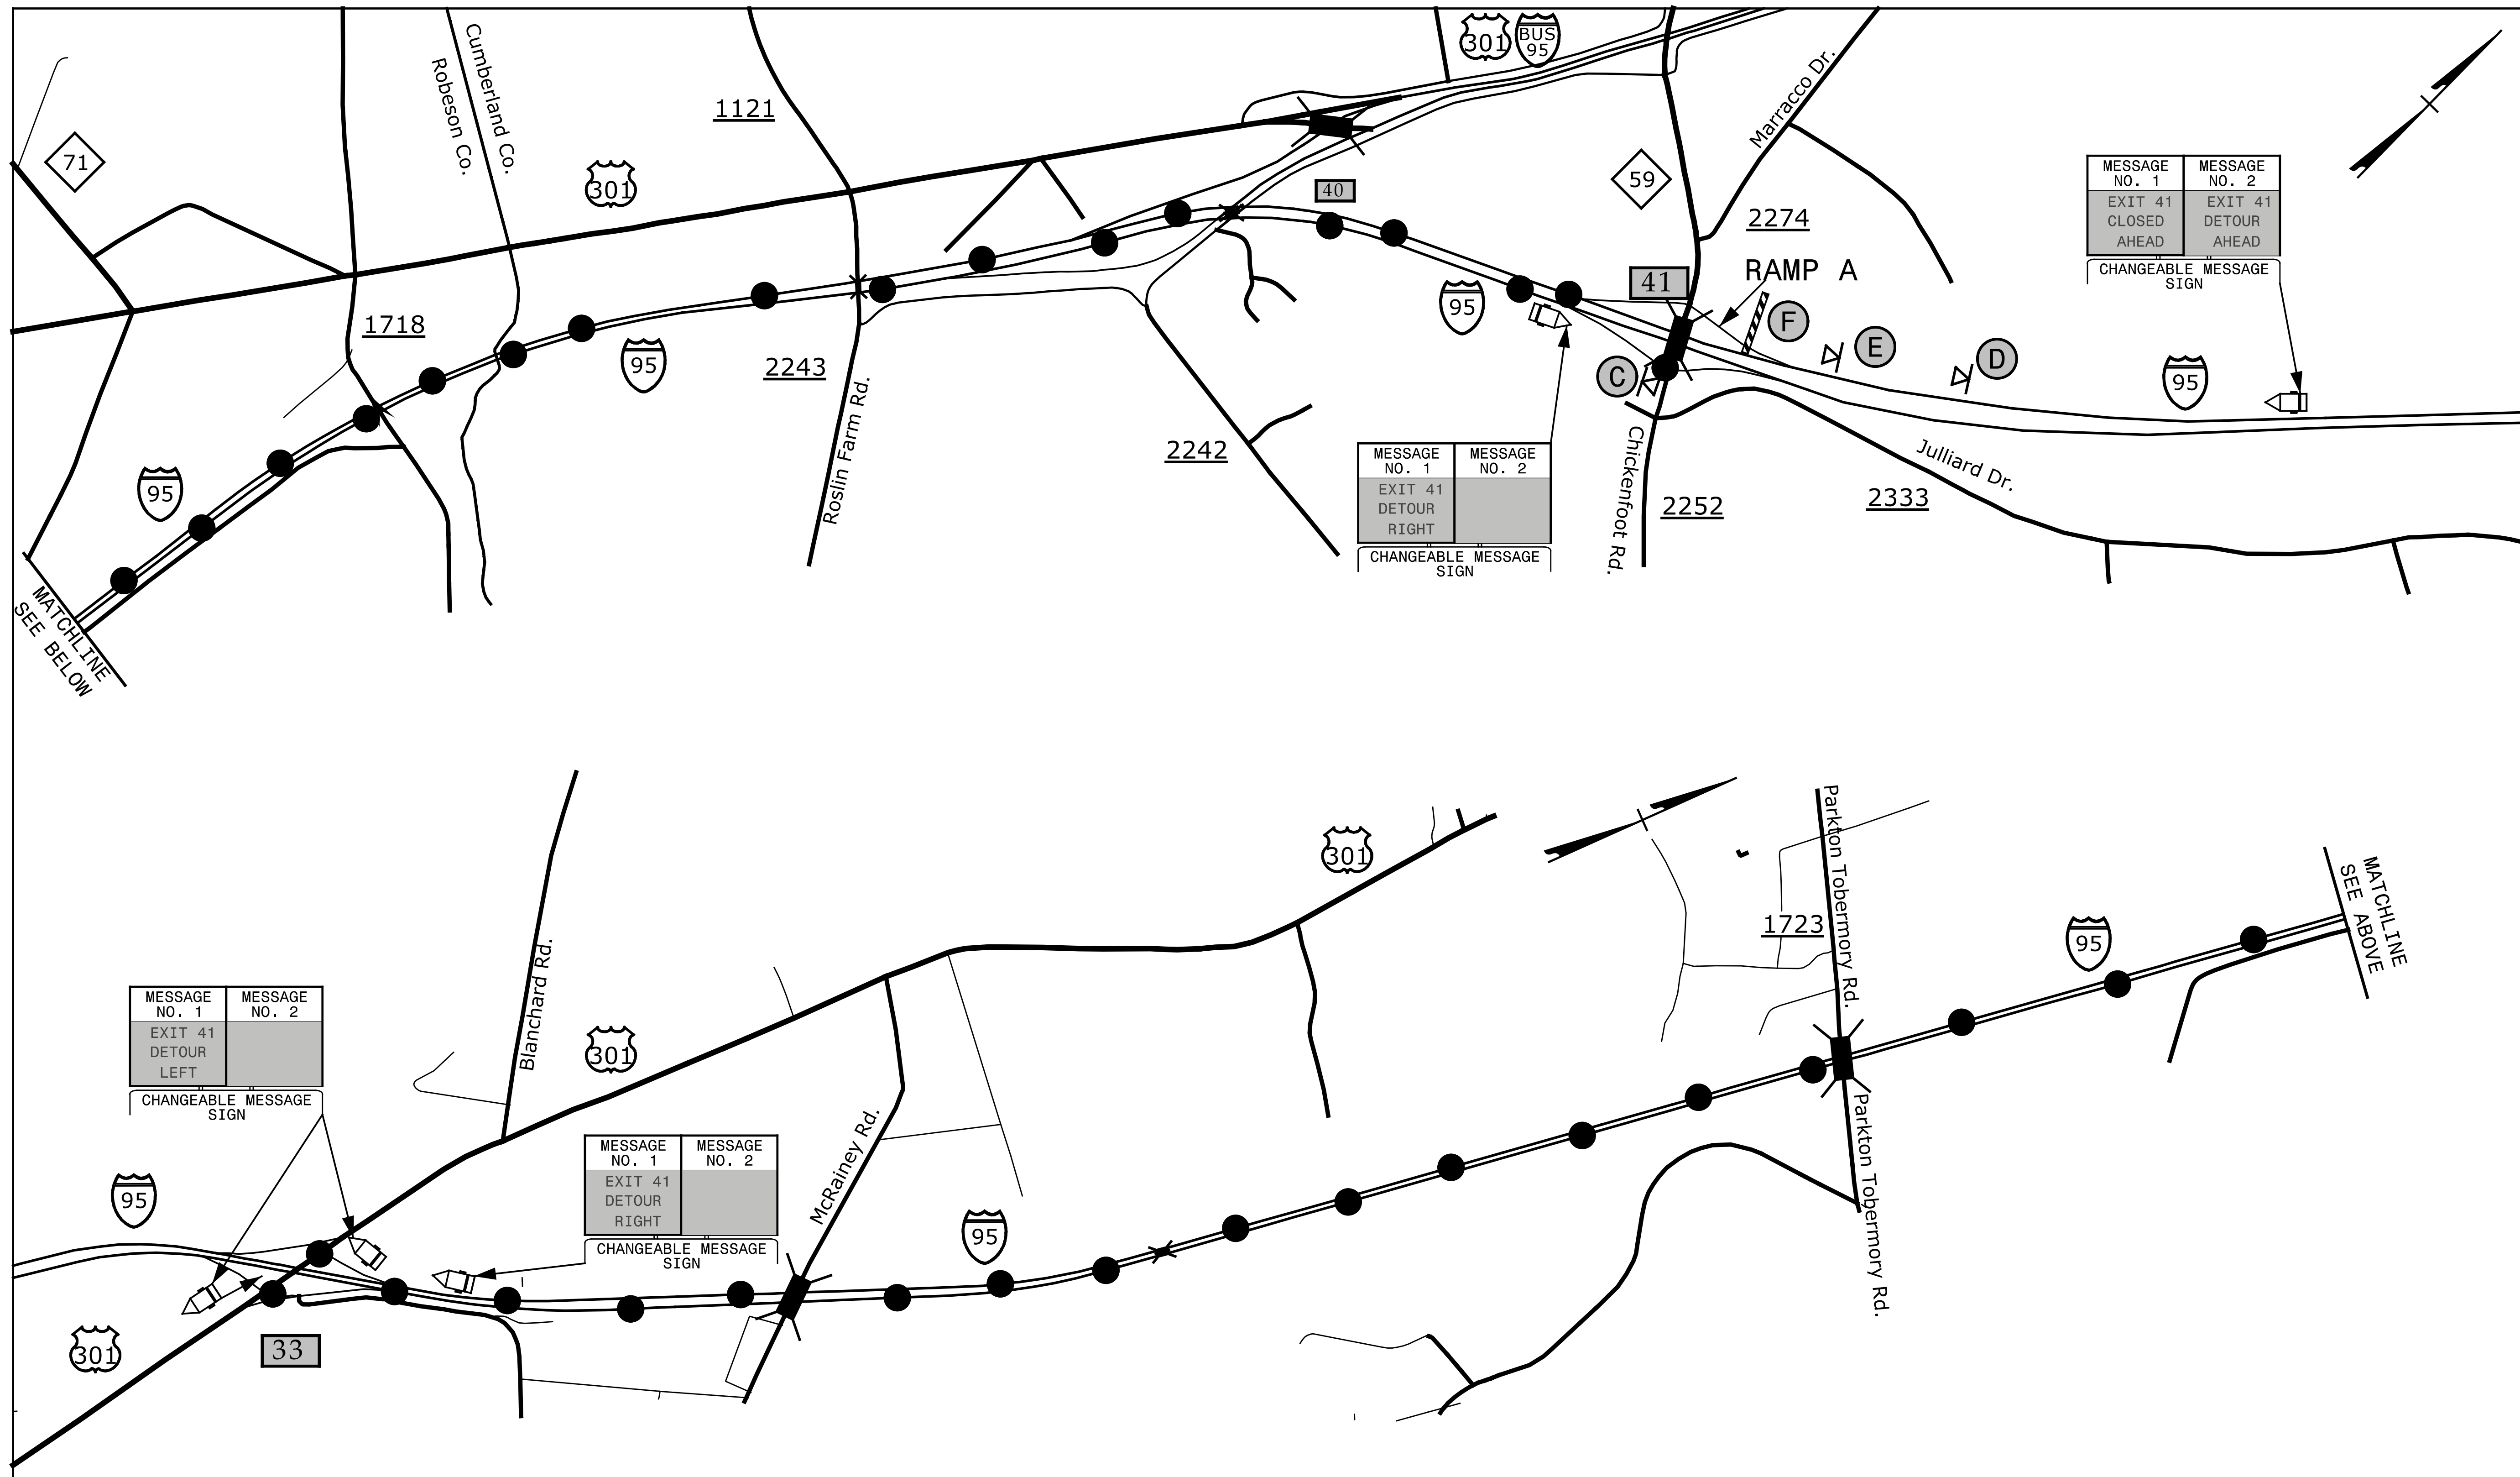 301
BUS
95
Cumberland Co.
Robeson Co.
1121
Marracco Dr.
71
301
40
59
2274
MESSAGE NO. 1
MESSAGE NO. 2
EXIT 41
CLOSED
AHEAD
EXIT 41
DETOUR
AHEAD
CHANGEABLE MESSAGE
SIGN
RAMP A
41
95
1718
F
E
D
C
95
95
2243
Roslin Farm Rd.
2242
MESSAGE NO. 1
MESSAGE NO. 2
EXIT 41
DETOUR
RIGHT
CHANGEABLE MESSAGE
SIGN
Chickenfoot Rd.
2252
2333
Julliard Dr.
95
MATCHLINE
SEE BELOW
301
Parkton Tobermory Rd.
1723
95
MATCHLINE
SEE ABOVE
Blanchard Rd.
301
MESSAGE NO. 1
MESSAGE NO. 2
EXIT 41
DETOUR
LEFT
CHANGEABLE MESSAGE
SIGN
McRainey Rd.
MESSAGE NO. 1
MESSAGE NO. 2
EXIT 41
DETOUR
RIGHT
CHANGEABLE MESSAGE
SIGN
Parkton Tobermory Rd.
95
95
301
33